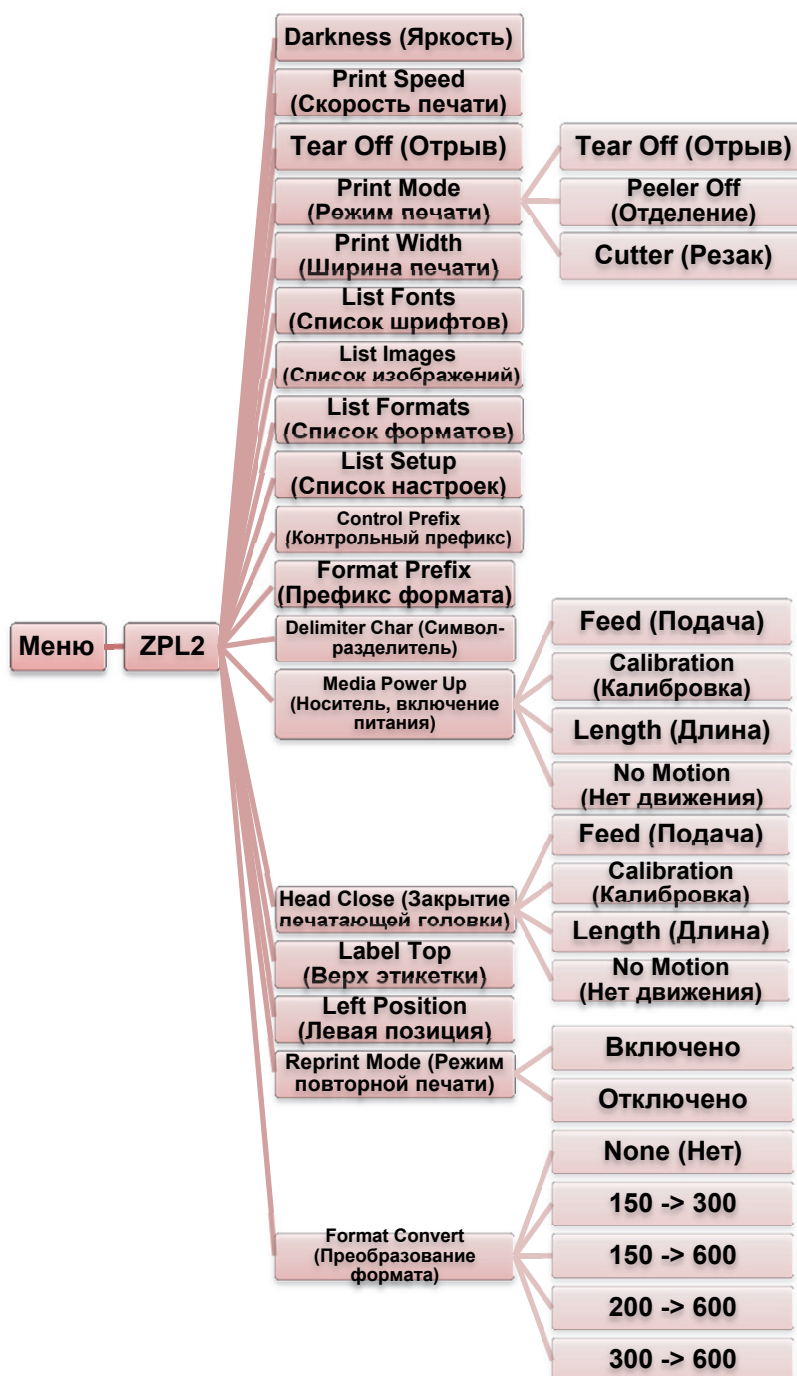 Меню
ZPL2
Darkness (Яркость)
Print Speed
(Скорость печати)
Tear Off (Отрыв)
Print Mode
(Режим печати)
Tear Off (Отрыв)
Peeler Off
(Отделение)
Cutter (Резак)
Print Width
(Ширина печати)
List Fonts
(Список шрифтов)
List Images
(Список изображений)
List Formats
(Список форматов)
List Setup
(Список настроек)
Control Prefix
(Контрольный префикс)
Format Prefix
(Префикс формата)
Delimiter Char (Символ-
разделитель)
Media Power Up
(Носитель, включение
питания)
Feed (Подача)
Calibration
(Калибровка)
Length (Длина)
No Motion
(Нет движения)
Head Close (Закрытие
печатающей головки)
Feed (Подача)
Calibration
(Калибровка)
Length (Длина)
No Motion
(Нет движения)
Label Top
(Верх этикетки)
Left Position
(Левая позиция)
Reprint Mode (Режим
повторной печати)
Включено
Отключено
Format Convert
(Преобразование
формата)
None (Нет)
150 -> 300
150 -> 600
200 -> 600
300 -> 600